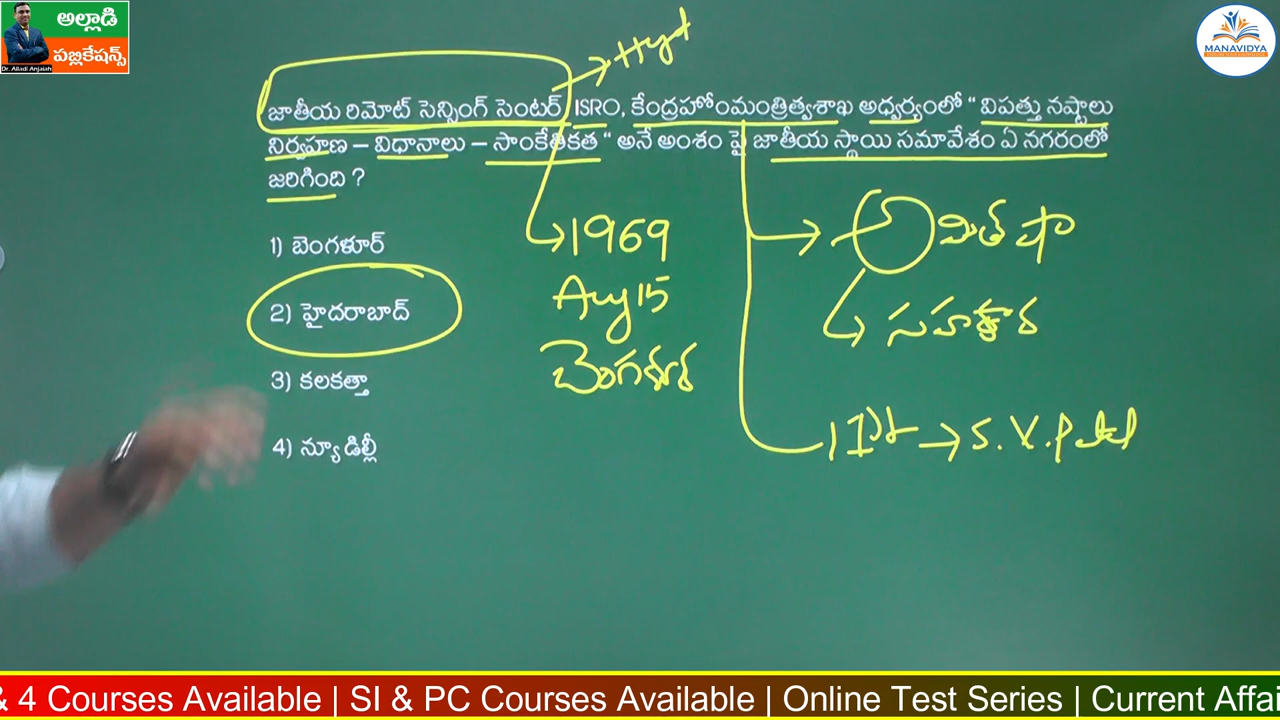 అల్లాడి
పబ్లికేషన్స్
Dr. Alladi Anjaiah
MANAVIDYA
Hyd
జాతీయ రిమోట్ సెన్సింగ్ సెంటర్, ISRO, కేంద్రహోంమంత్రిత్వశాఖ అధ్వర్యంలో “ విపత్తు నష్టాలు
నిర్వహణ – విధానాలు – సాంకేతికత “ అనే అంశం పై జాతీయ స్థాయి సమావేశం ఏ నగరంలో
జరిగింది ?
1) బెంగళూర్
2) హైదరాబాద్
3) కలకత్తా
4) న్యూడిల్లీ
1969
Aug 15
బెంగళూర
అమిత్ షా
సహకార
Ist → S. V. Patel
& 4 Courses Available | SI & PC Courses Available | Online Test Series | Current Affai